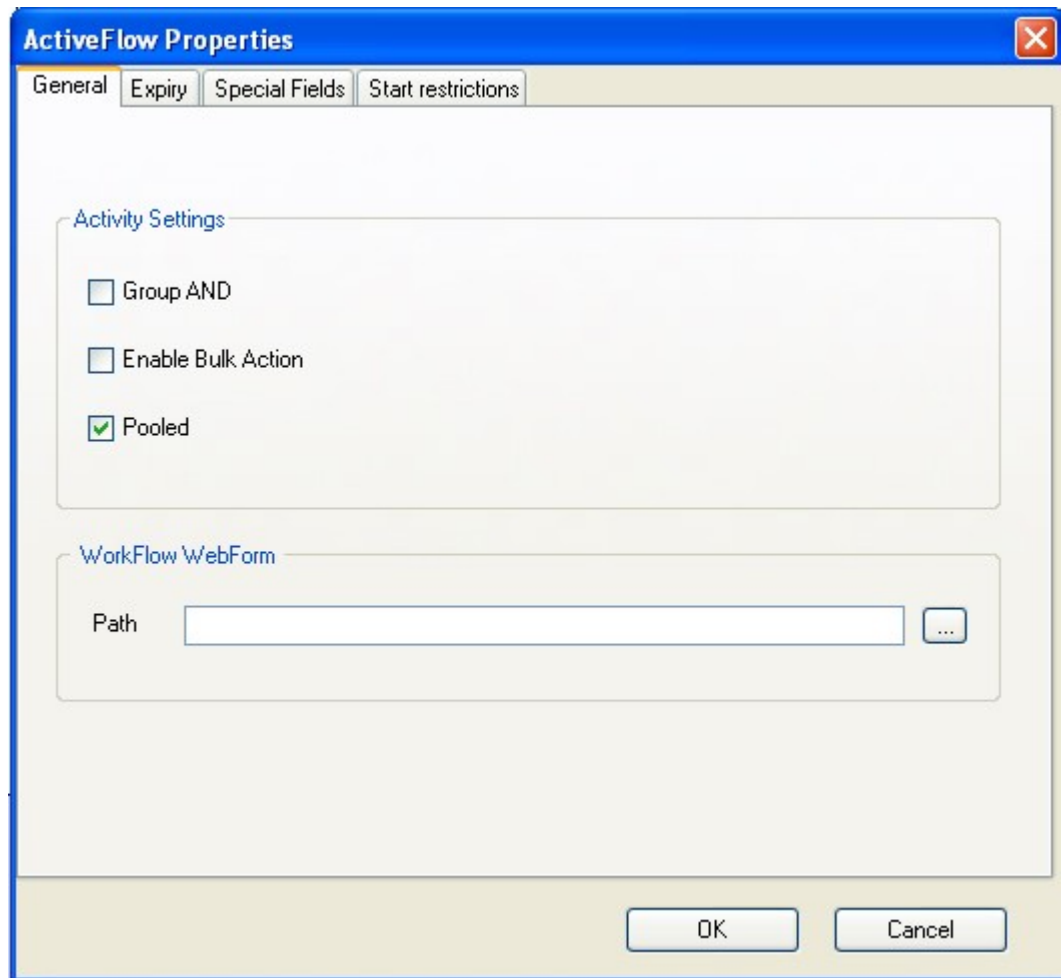 ActiveFlow Properties
General Expiry Special Fields Start restrictions
Activity Settings
Group AND
Enable Bulk Action
Pooled
WorkFlow WebForm
Path ...
OK Cancel